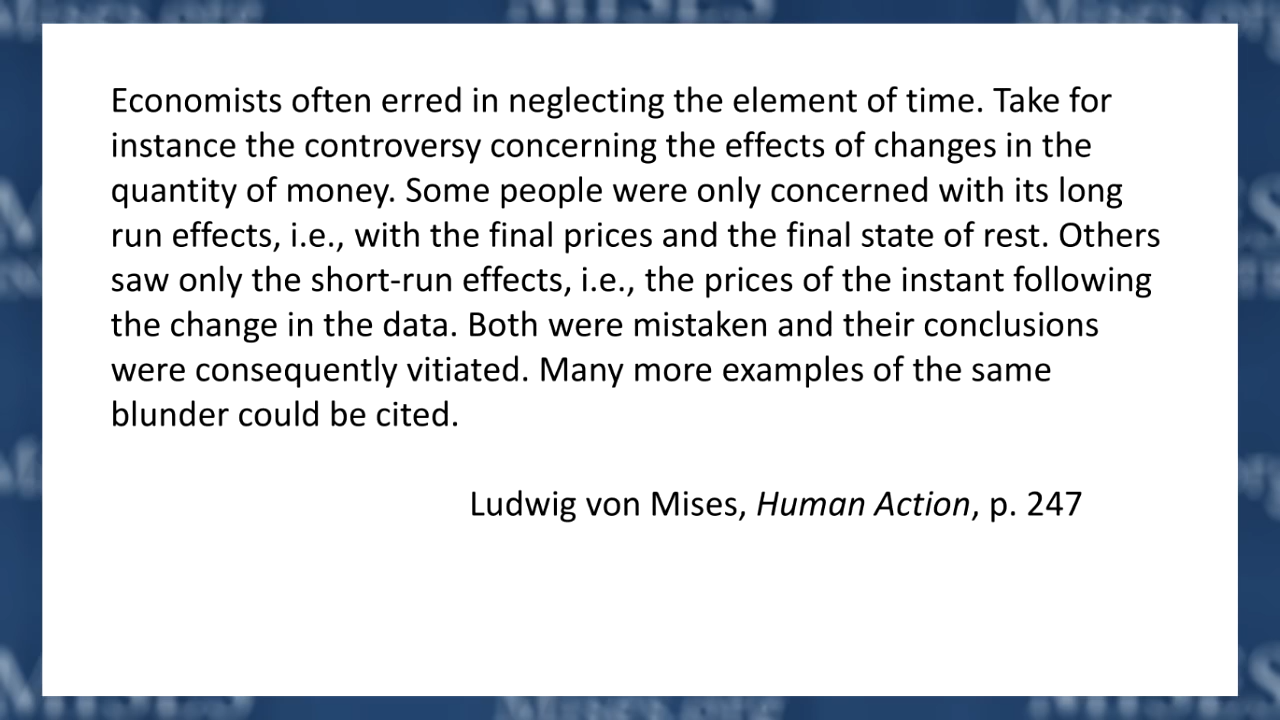 Mises.org
Economists often erred in neglecting the element of time. Take for
instance the controversy concerning the effects of changes in the
quantity of money. Some people were only concerned with its long
run effects, i.e., with the final prices and the final state of rest. Others
saw only the short-run effects, i.e., the prices of the instant following
the change in the data. Both were mistaken and their conclusions
were consequently vitiated. Many more examples of the same
blunder could be cited.
Ludwig von Mises, Human Action, p. 247
Mises.org